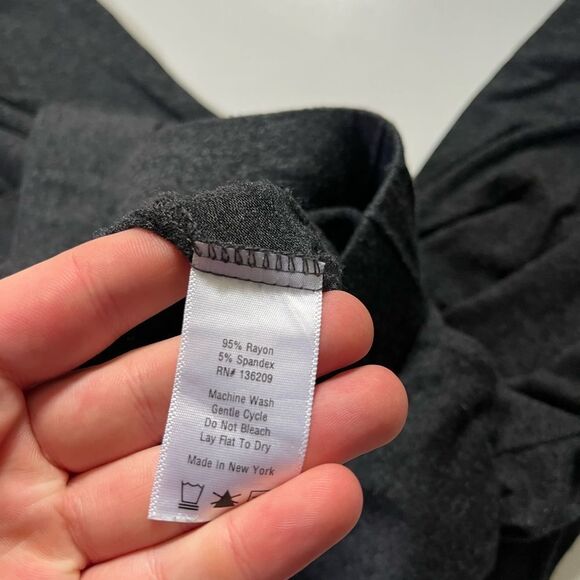 95% Rayon
5% Spandex
RN# 136209
Machine Wash
Gentle Cycle
Do Not Bleach
Lay Flat To Dry
Made In New York